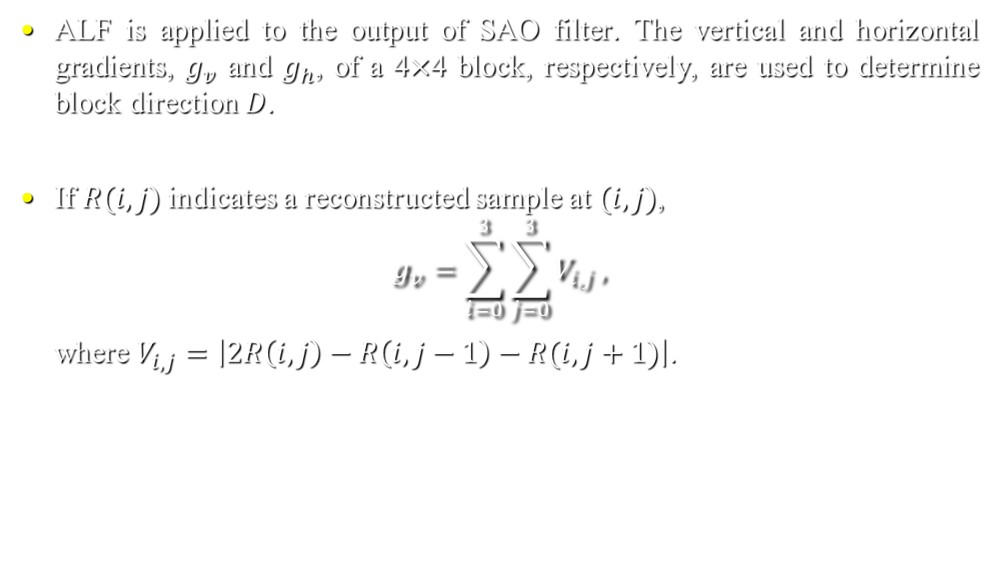 • ALF is applied to the output of SAO filter. The vertical and horizontal
gradients, g_v and g_h, of a 4×4 block, respectively, are used to determine
block direction D.
• If R(i, j) indicates a reconstructed sample at (i, j),
g_v = ∑_{i=0}^{3} ∑_{j=0}^{3} V_{i,j} ,
where V_{i,j} = |2R(i, j) − R(i, j − 1) − R(i, j + 1)|.